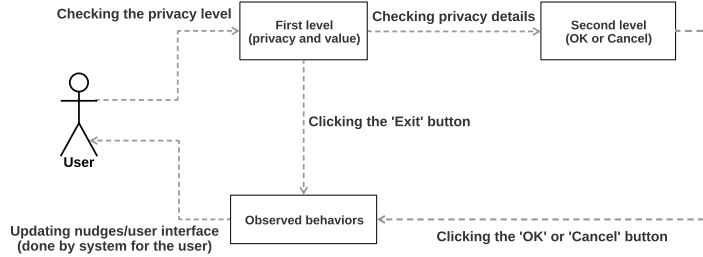 Checking the privacy level
First level
(privacy and value)
Checking privacy details
Second level
(OK or Cancel)
Clicking the 'Exit' button
User
Observed behaviors
Updating nudges/user interface
(done by system for the user)
Clicking the 'OK' or 'Cancel' button